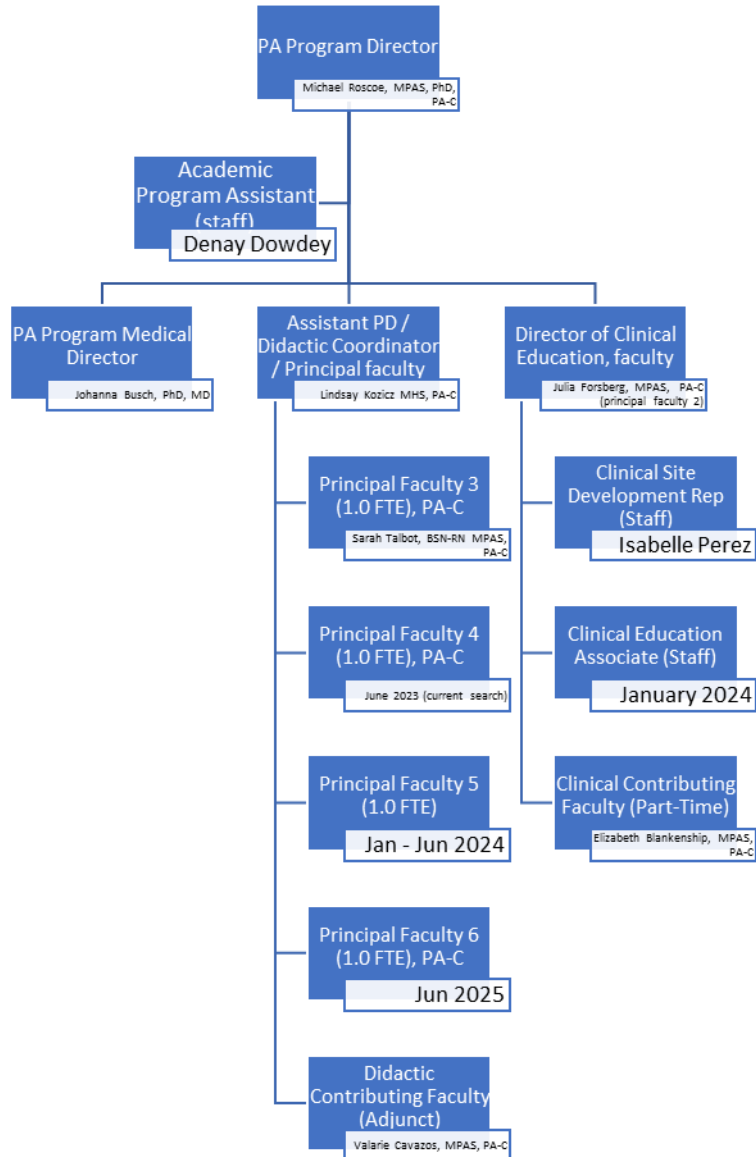 PA Program Director
Michael Roscoe, MPAS, PhD,
PA-C
Academic
Program Assistant
(staff)
Denay Dowdey
PA Program Medical
Director
Johanna Busch, PhD, MD
Assistant PD /
Didactic Coordinator
/ Principal faculty
Lindsay Kozicz MHS, PA-C
Director of Clinical
Education, faculty
Julia Forsberg, MPAS, PA-C
(principal faculty 2)
Principal Faculty 3
(1.0 FTE), PA-C
Sarah Talbot, BSN-RN MPAS,
PA-C
Principal Faculty 4
(1.0 FTE), PA-C
June 2023 (current search)
Principal Faculty 5
(1.0 FTE)
Jan - Jun 2024
Principal Faculty 6
(1.0 FTE), PA-C
Jun 2025
Didactic
Contributing Faculty
(Adjunct)
Valarie Cavazos, MPAS, PA-C
Clinical Site
Development Rep
(Staff)
Isabelle Perez
Clinical Education
Associate (Staff)
January 2024
Clinical Contributing
Faculty (Part-Time)
Elizabeth Blankenship, MPAS,
PA-C